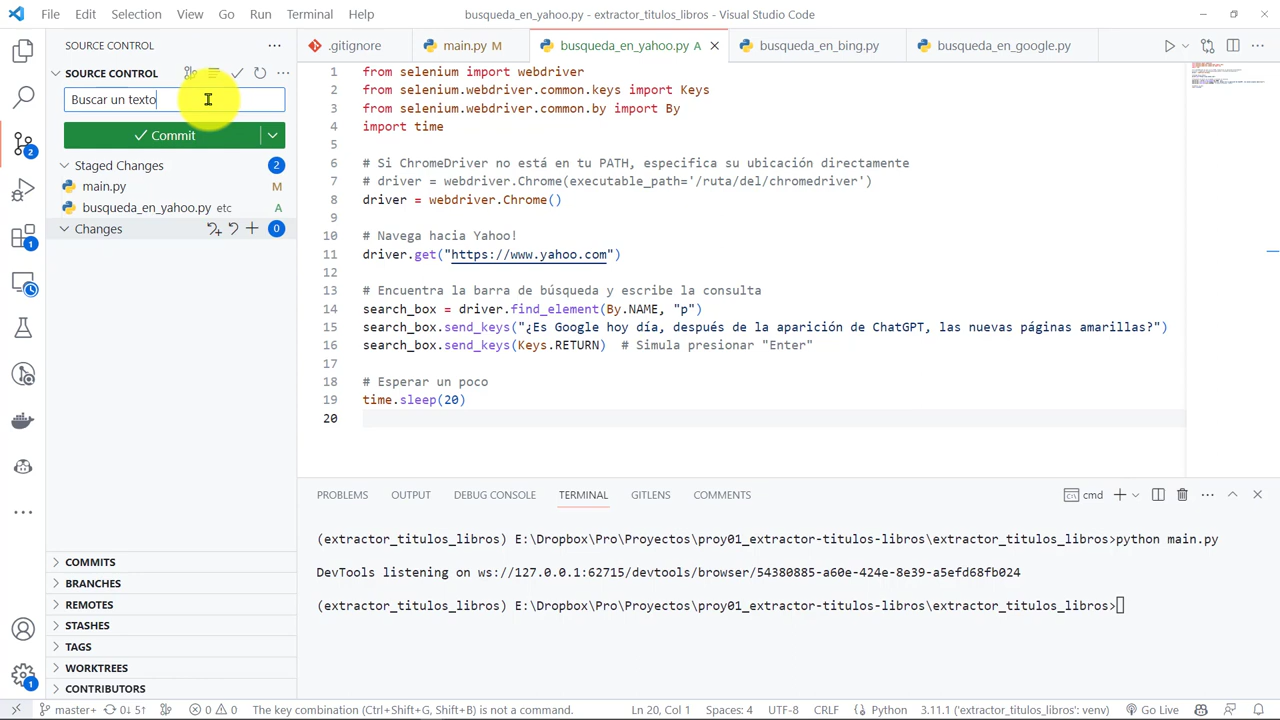 File Edit Selection View Go Run Terminal Help
busqueda_en_yahoo.py - extractor_titulos_libros - Visual Studio Code
SOURCE CONTROL
SOURCE CONTROL
Buscar un texto
Commit
Staged Changes 2
main.py M
busqueda_en_yahoo.py etc A
Changes 0
COMMITS
BRANCHES
REMOTES
STASHES
TAGS
WORKTREES
CONTRIBUTORS
2
1
1
.gitignore
main.py M
busqueda_en_yahoo.py A
busqueda_en_bing.py
busqueda_en_google.py
1 from selenium import webdriver
2 from selenium.webdriver.common.keys import Keys
3 from selenium.webdriver.common.by import By
4 import time
5
6 # Si ChromeDriver no está en tu PATH, especifica su ubicación directamente
7 # driver = webdriver.Chrome(executable_path='/ruta/del/chromedriver')
8 driver = webdriver.Chrome()
9
10 # Navega hacia Yahoo!
11 driver.get("https://www.yahoo.com")
12
13 # Encuentra la barra de búsqueda y escribe la consulta
14 search_box = driver.find_element(By.NAME, "p")
15 search_box.send_keys("¿Es Google hoy día, después de la aparición de ChatGPT, las nuevas páginas amarillas?")
16 search_box.send_keys(Keys.RETURN)  # Simula presionar "Enter"
17
18 # Esperar un poco
19 time.sleep(20)
20
PROBLEMS OUTPUT DEBUG CONSOLE TERMINAL GITLENS COMMENTS
cmd
(extractor_titulos_libros) E:\Dropbox\Pro\Proyectos\proy01_extractor-titulos-libros\extractor_titulos_libros>python main.py
DevTools listening on ws://127.0.0.1:62715/devtools/browser/54380885-a60e-424e-8e39-a5efd68fb024
(extractor_titulos_libros) E:\Dropbox\Pro\Proyectos\proy01_extractor-titulos-libros\extractor_titulos_libros>
master+ 0↓ 5↑ 0 0 The key combination (Ctrl+Shift+G, Shift+B) is not a command. Ln 20, Col 1 Spaces: 4 UTF-8 CRLF Python 3.11.1 ('extractor_titulos_libros': venv) Go Live